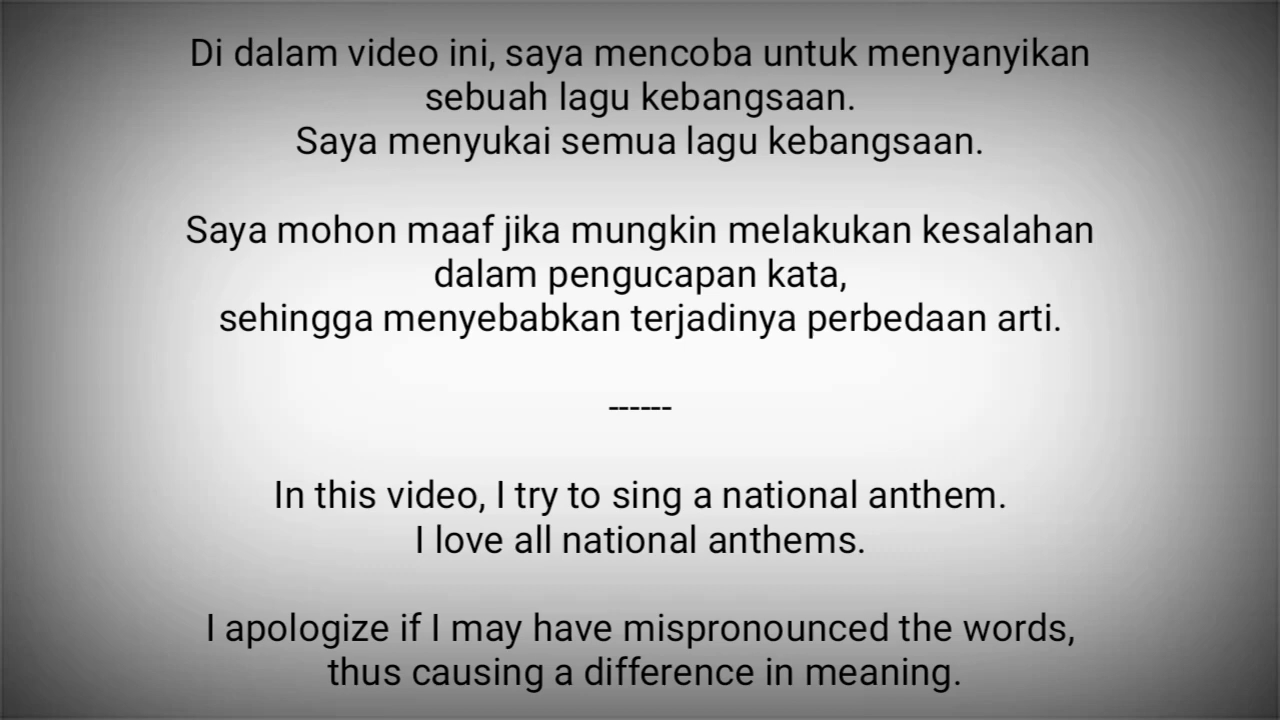 Di dalam video ini, saya mencoba untuk menyanyikan
sebuah lagu kebangsaan.
Saya menyukai semua lagu kebangsaan.
Saya mohon maaf jika mungkin melakukan kesalahan
dalam pengucapan kata,
sehingga menyebabkan terjadinya perbedaan arti.
------
In this video, I try to sing a national anthem.
I love all national anthems.
I apologize if I may have mispronounced the words,
thus causing a difference in meaning.